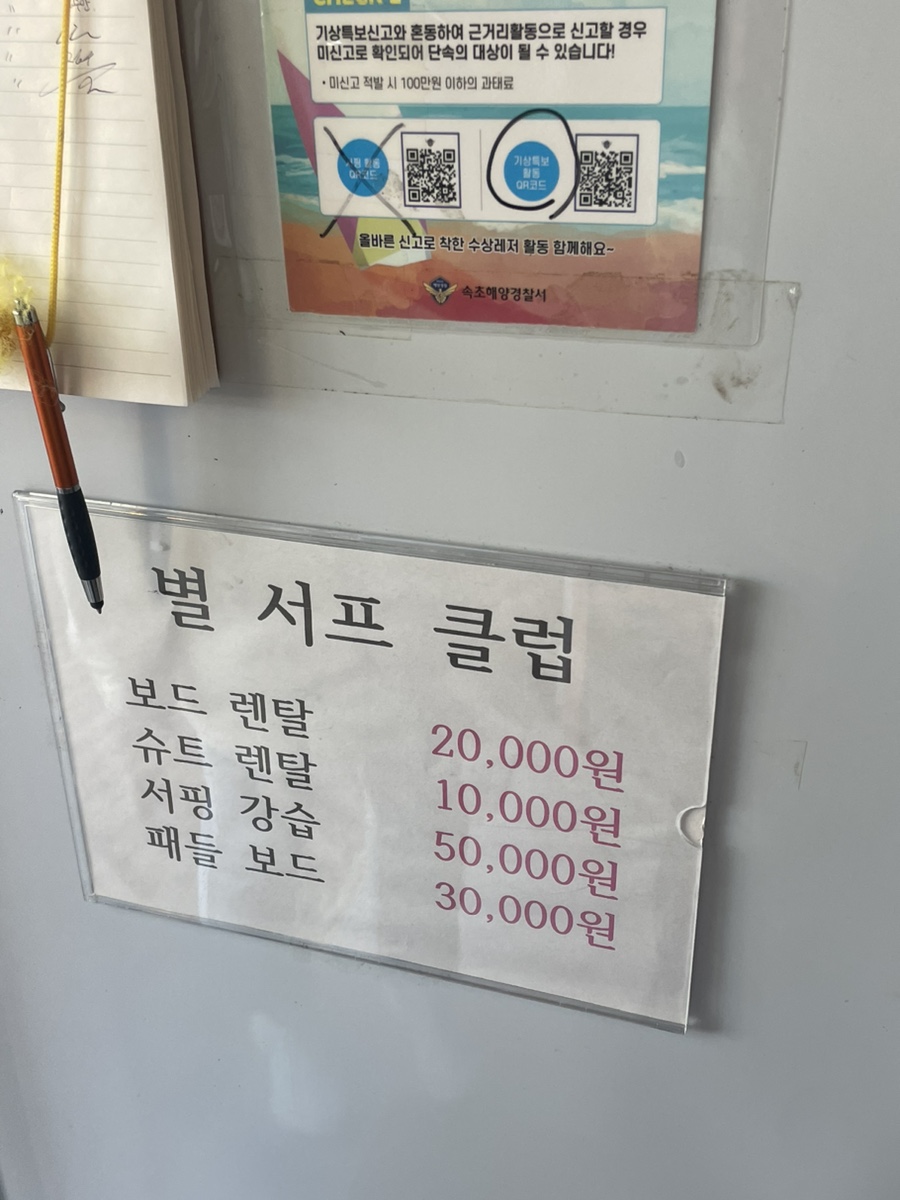 CHECK
기상특보신고와 혼동하여 근거리활동으로 신고할 경우
미신고로 확인되어 단속의 대상이 될 수 있습니다!
• 미신고 적발 시 100만원 이하의 과태료
활동
QR코드
기상특보
활동
QR코드
올바른 신고로 착한 수상레저 활동 함께해요~
속초해양경찰서
별 서프 클럽
보드 렌탈 20,000원
슈트 렌탈 10,000원
서핑 강습 50,000원
패들 보드 30,000원